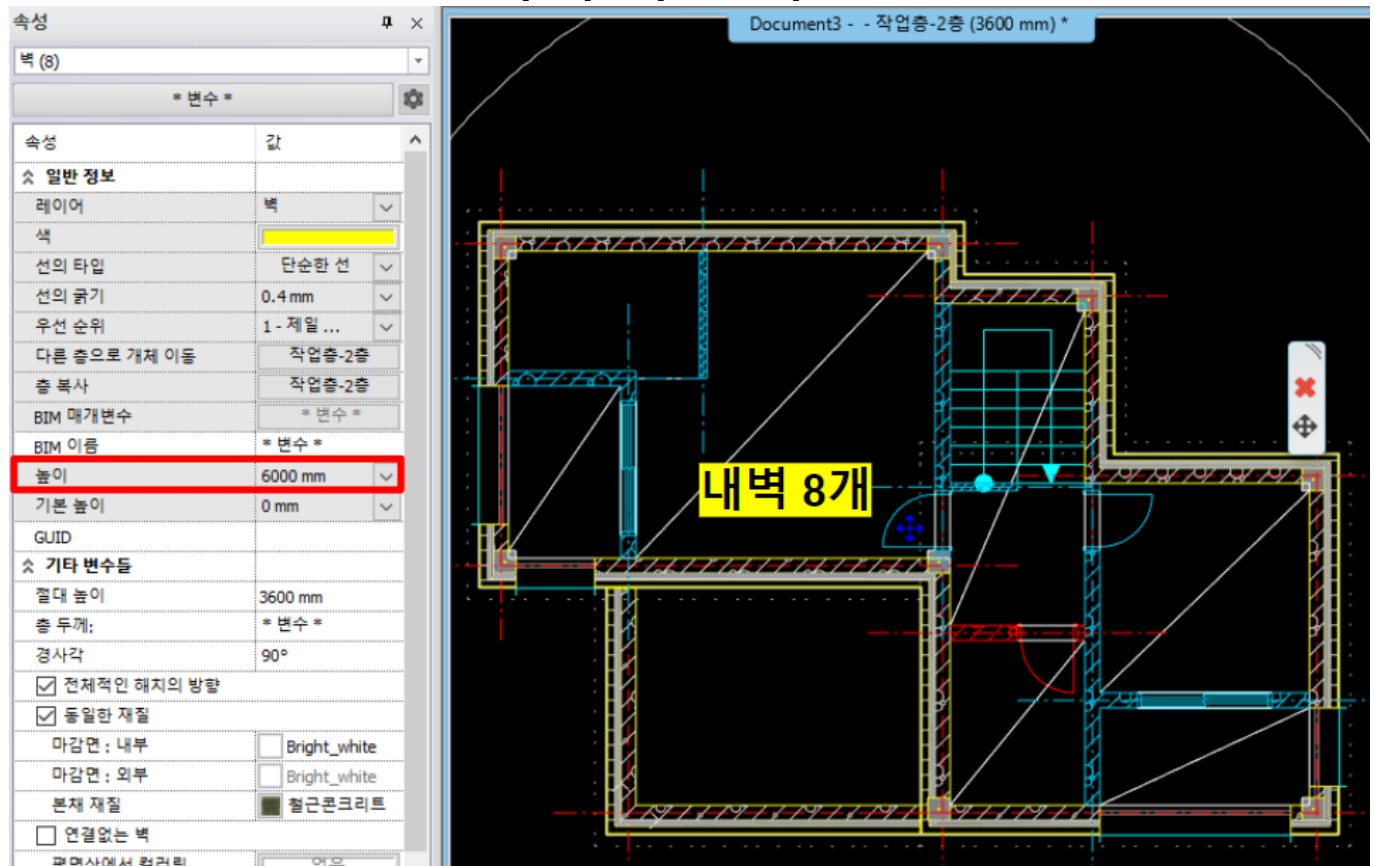 속성
벽 (8)
* 변수 *
속성 값
일반 정보
레이어 벽
색
선의 타입 단순한 선
선의 굵기 0.4 mm
우선 순위 1 - 제일 ...
다른 층으로 개체 이동 작업층-2층
층 복사 작업층-2층
BIM 매개변수 * 변수 *
BIM 이름 * 변수 *
높이 6000 mm
기본 높이 0 mm
GUID
기타 변수들
절대 높이 3600 mm
층 두께; * 변수 *
경사각 90°
전체적인 해치의 방향
동일한 재질
마감면 : 내부 Bright_white
마감면 : 외부 Bright_white
본채 재질 철근콘크리트
연결없는 벽
Document3 - - 작업층-2층 (3600 mm) *
내벽 8개